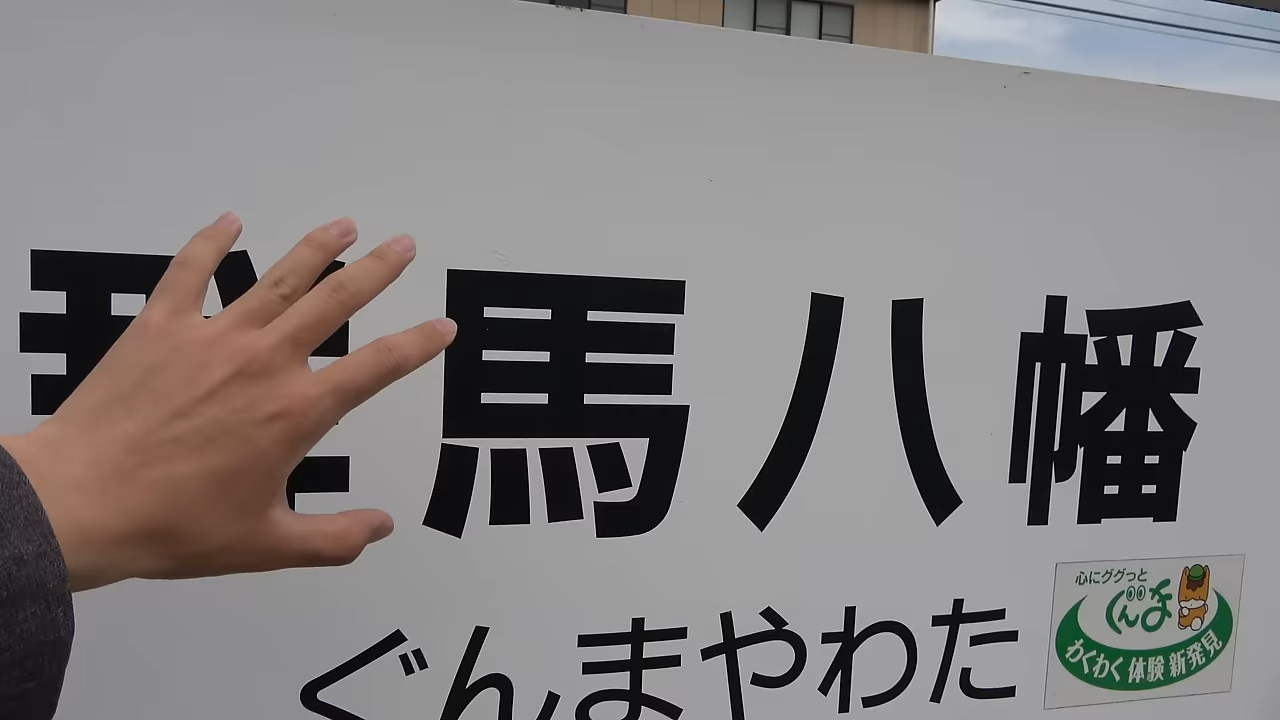 群馬八幡
ぐんまやわた
心にググっと
ぐんま
わくわく体験新発見